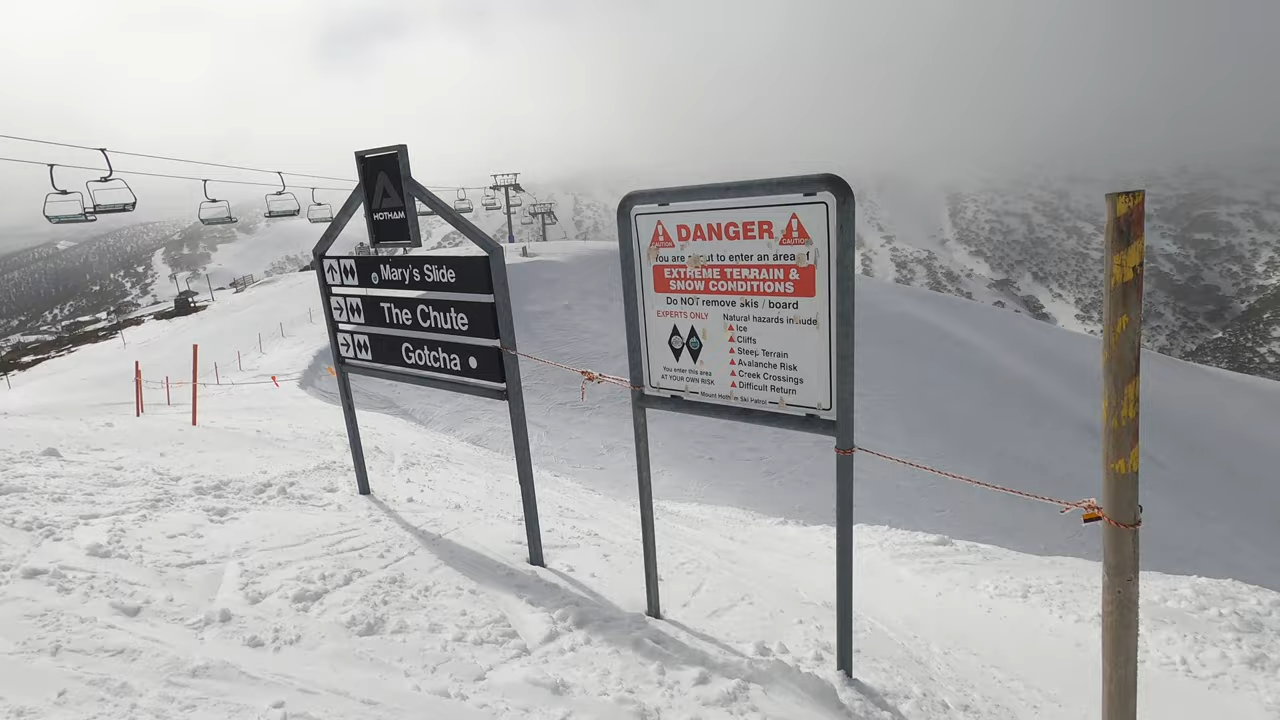 HOTHAM
Mary's Slide
The Chute
Gotcha
DANGER
CAUTION
CAUTION
You are about to enter an area of
EXTREME TERRAIN &
SNOW CONDITIONS
Do NOT remove skis / board
EXPERTS ONLY
You enter this area
AT YOUR OWN RISK
Natural hazards include
Ice
Cliffs
Steep Terrain
Avalanche Risk
Creek Crossings
Difficult Return
Mount Hotham Ski Patrol